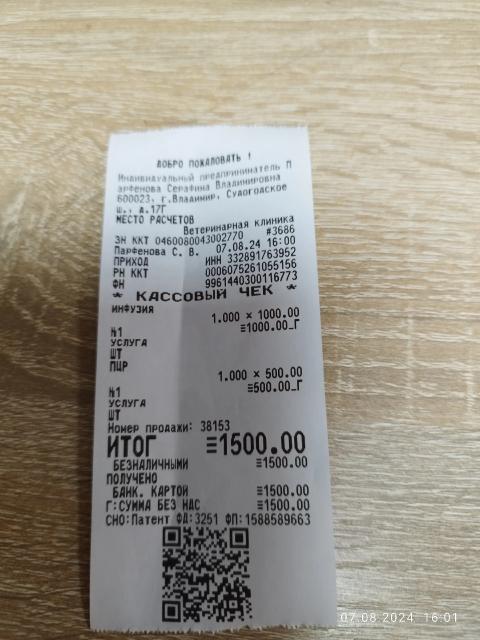 ДОБРО ПОЖАЛОВАТЬ !
Индивидуальный предприниматель П
арфенова Серафина Владимировна
600023, г.Владимир, Судогодское
ш., д.17Г
МЕСТО РАСЧЕТОВ
Ветеринарная клиника
ЗН ККТ 0460080043002770 #3686
Парфенова С. В. 07.08.24 16:00
ПРИХОД ИНН 332891763952
РН ККТ 0006075261055156
ФН 9961440300116773
* КАССОВЫЙ ЧЕК *
ИНФУЗИЯ
1.000 × 1000.00
№1 ≡1000.00_Г
УСЛУГА
ШТ
ПЦР
1.000 × 500.00
№1 ≡500.00_Г
УСЛУГА
ШТ
Номер продажи: 38153
ИТОГ ≡1500.00
БЕЗНАЛИЧНЫМИ ≡1500.00
ПОЛУЧЕНО
БАНК. КАРТОЙ ≡1500.00
Г:СУММА БЕЗ НДС ≡1500.00
СНО:Патент ФД:3251 ФП:1588589663
07.08.2024 16:01